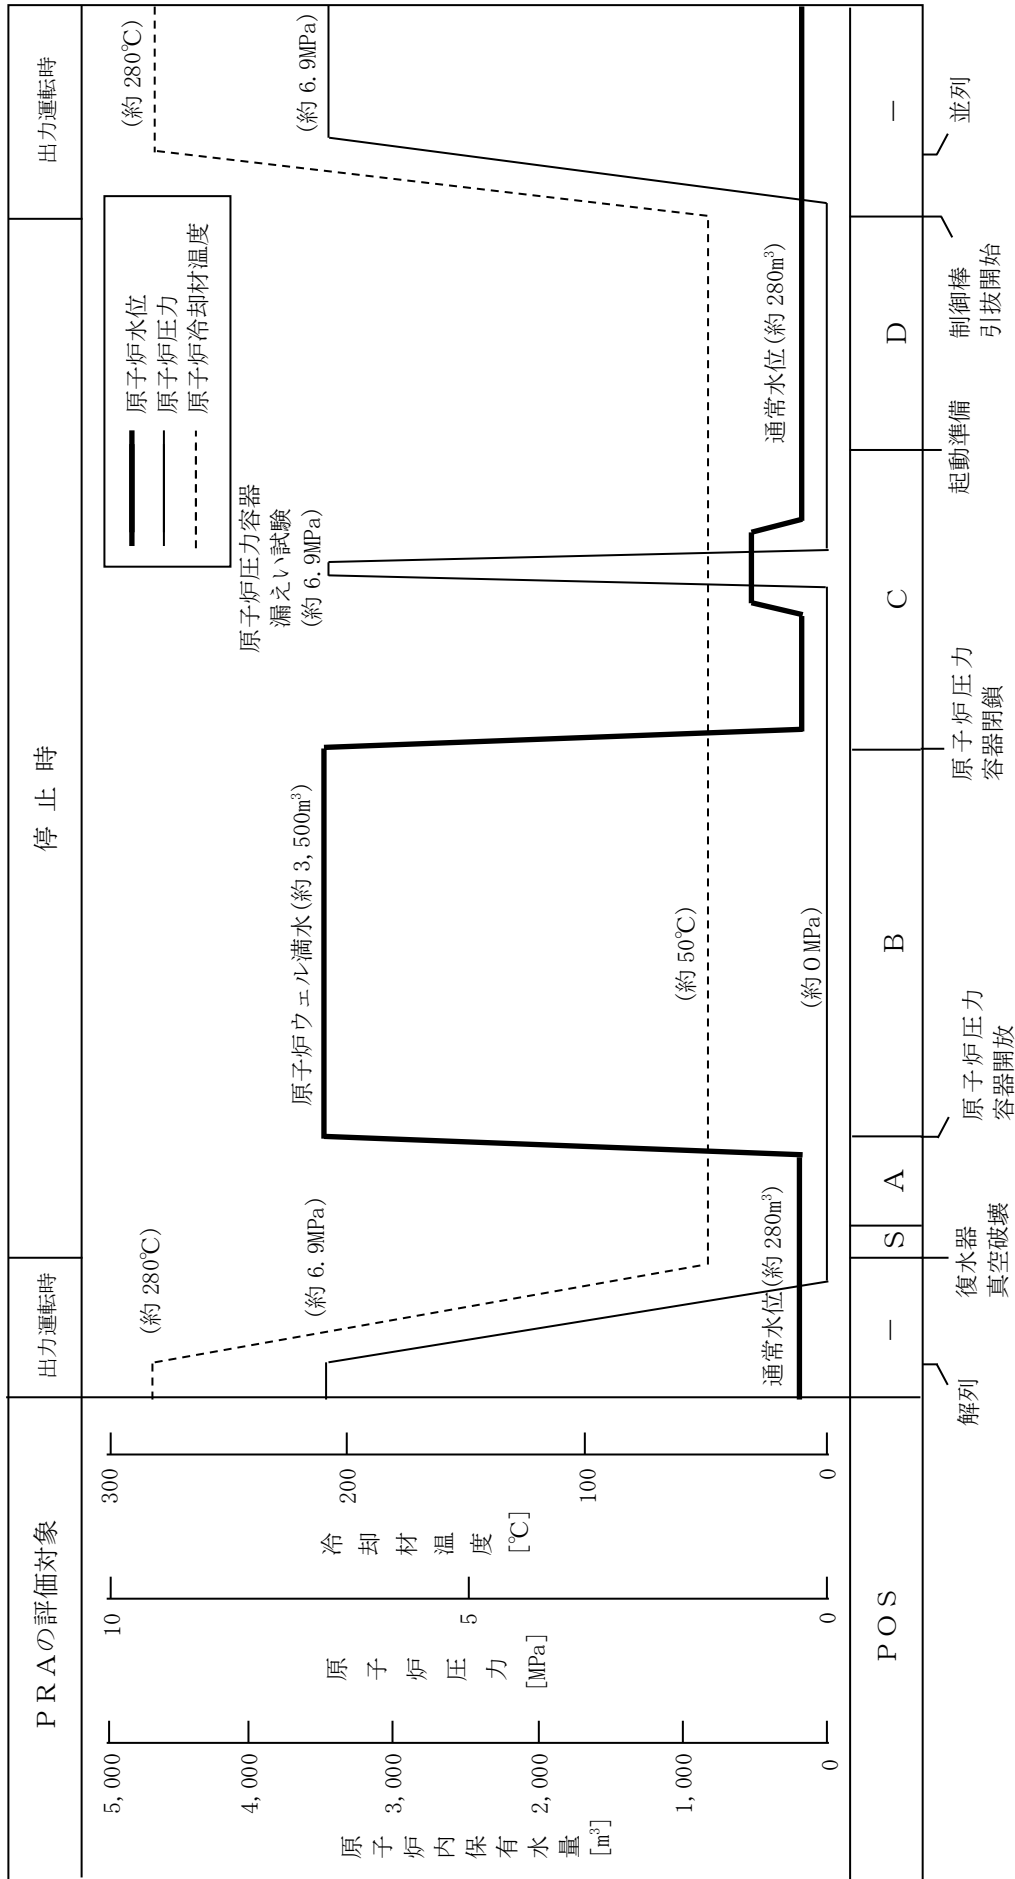 PRAの評価対象
出力運転時
停 止 時
出力運転時
原子炉内保有水量
[m³]
5,000
4,000
3,000
2,000
1,000
0
原子炉圧力
[MPa]
10
5
0
冷却材温度
[℃]
300
200
100
0
(約 280℃)
(約 6.9MPa)
通常水位(約 280m³)
原子炉ウェル満水(約 3,500m³)
(約 50℃)
(約0MPa)
原子炉圧力容器
漏えい試験
(約 6.9MPa)
原子炉水位
原子炉圧力
原子炉冷却材温度
通常水位(約 280m³)
(約 280℃)
(約 6.9MPa)
POS
－
S
A
B
C
D
－
解列
復水器
真空破壊
原子炉圧力
容器開放
原子炉圧力
容器閉鎖
起動準備
制御棒
引抜開始
並列